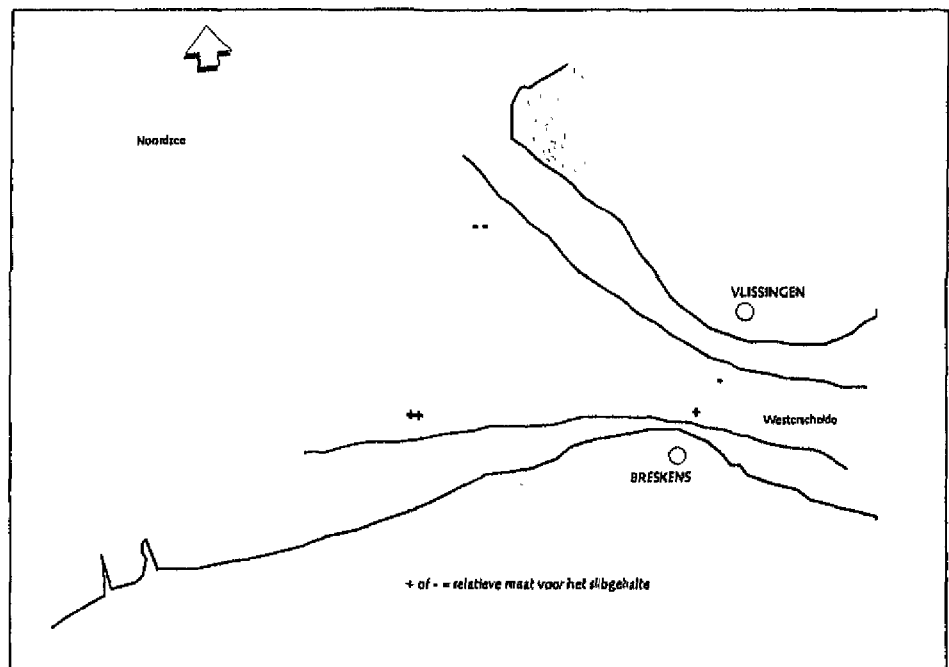 Noordzee
--
VLISSINGEN
-
++
+
Westerschelde
BRESKENS
+ of - = relatieve maat voor het slibgehalte